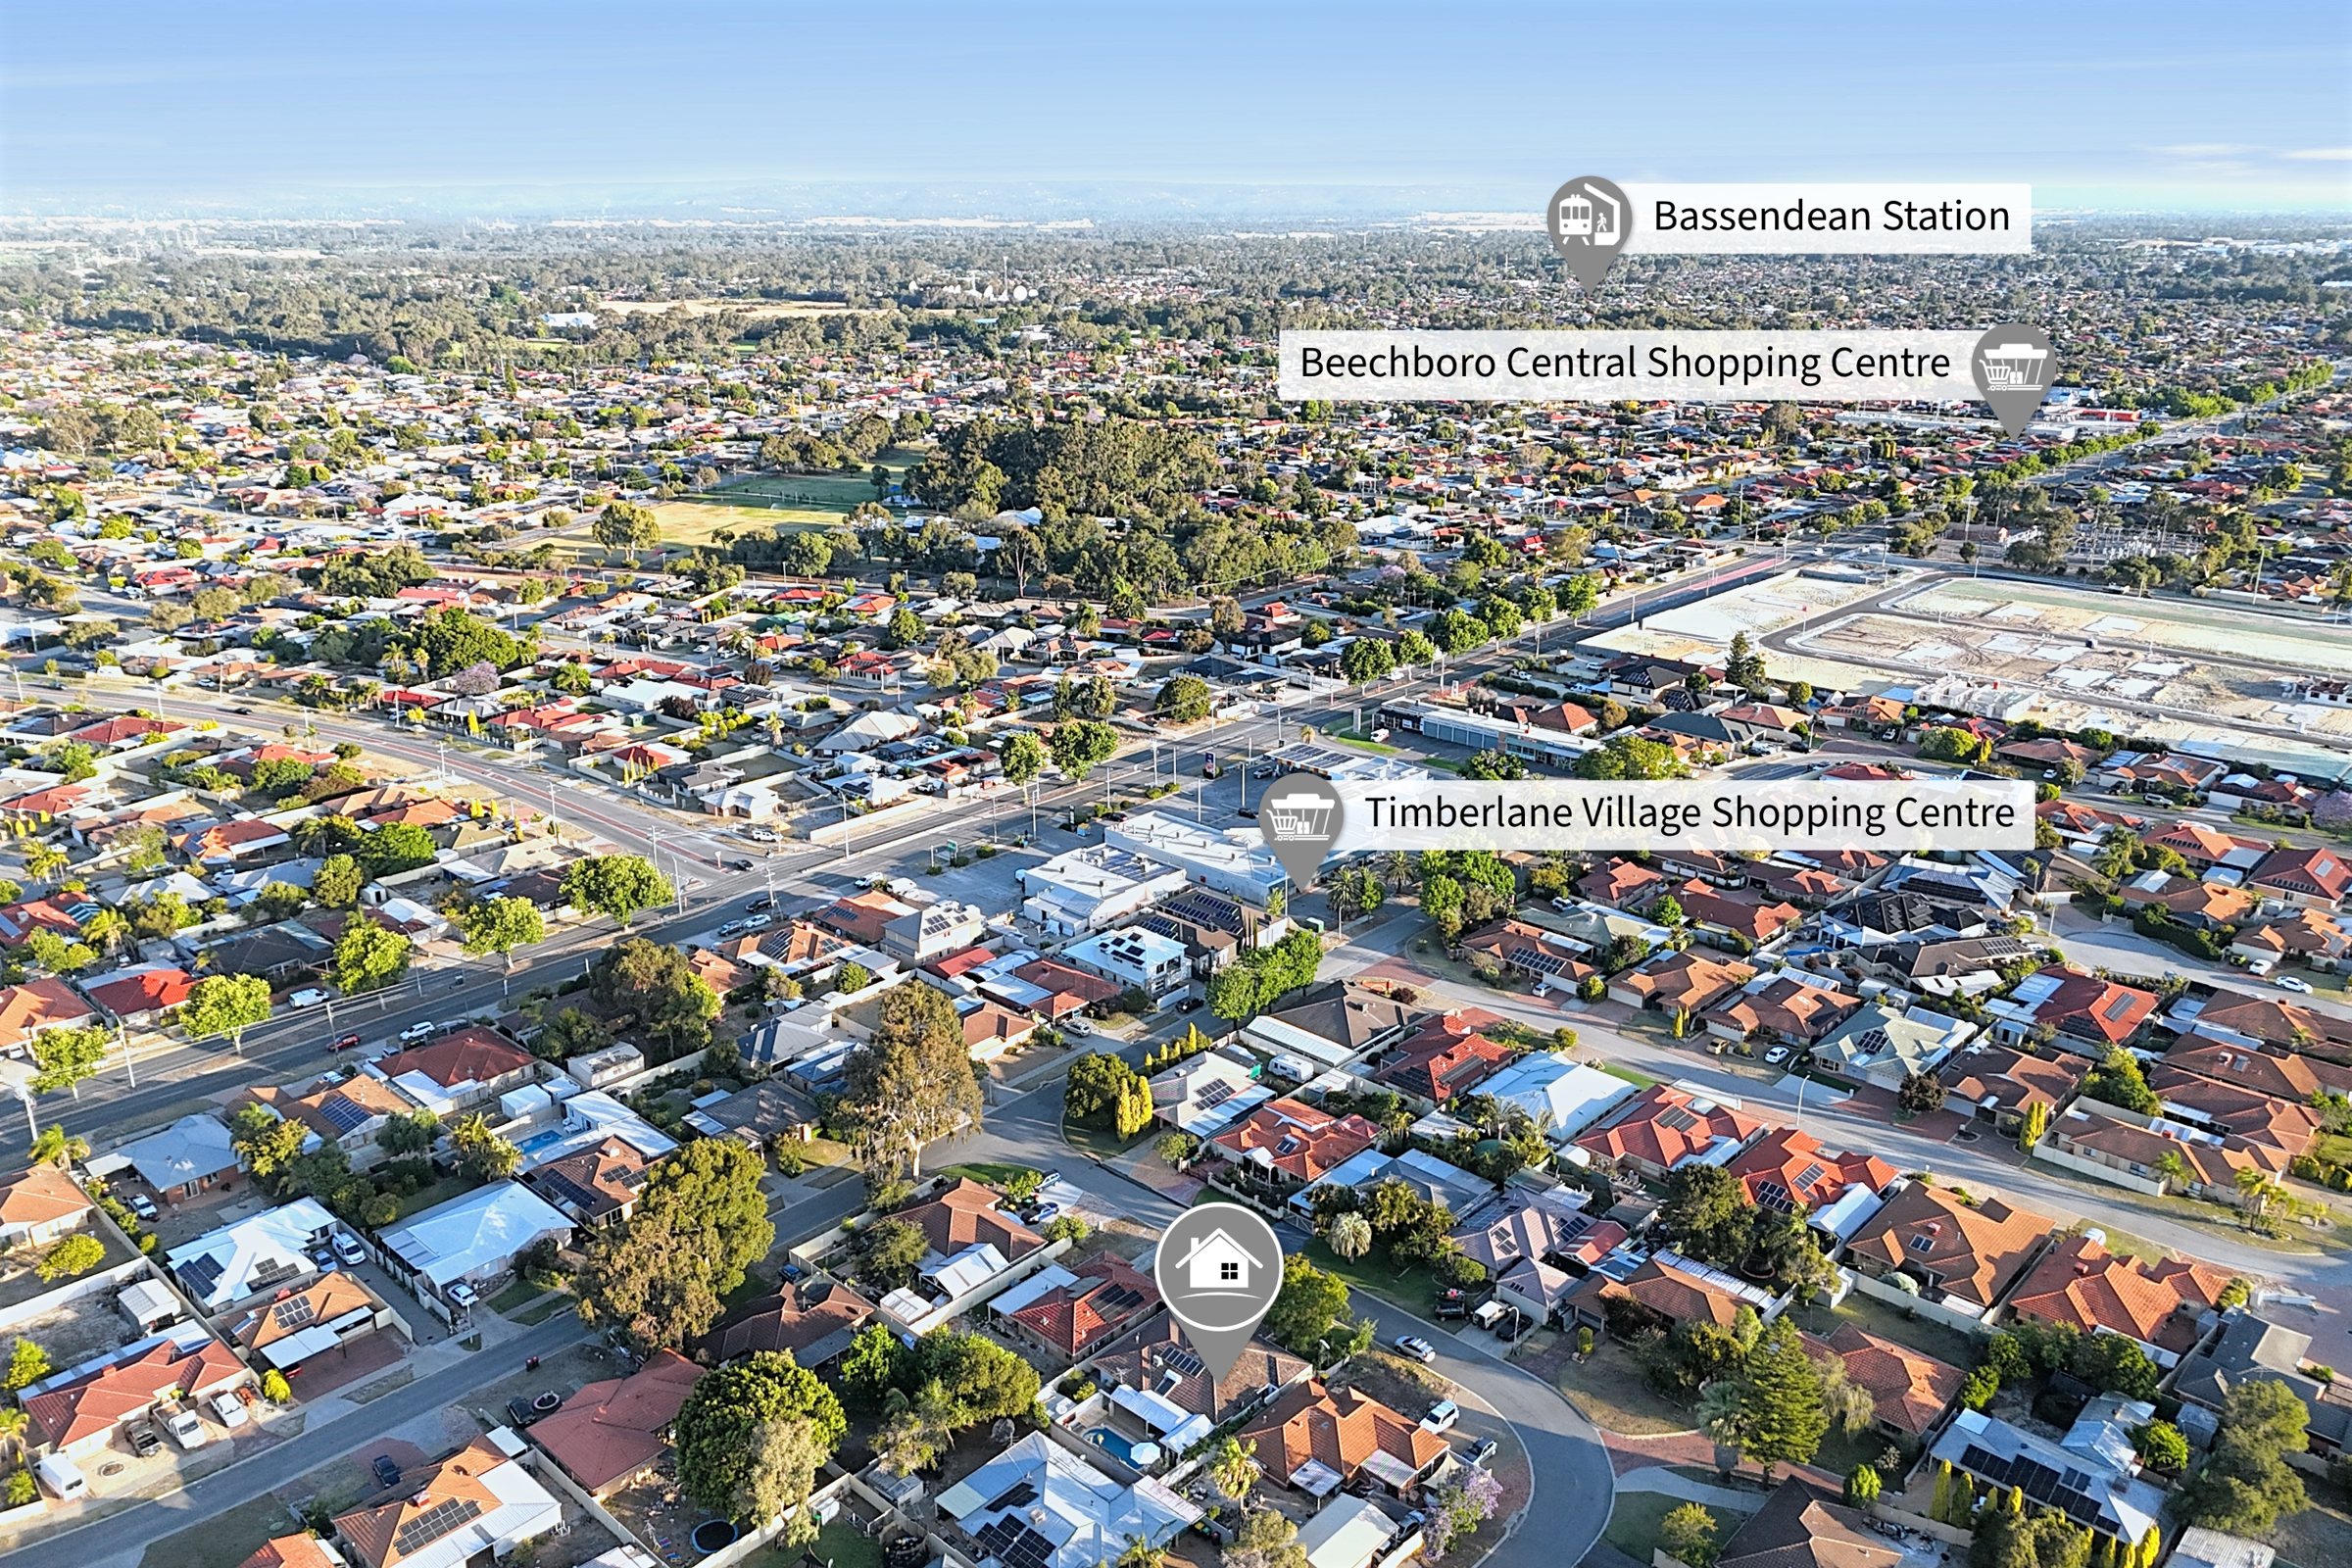 Bassendean Station
Beechboro Central Shopping Centre
Timberlane Village Shopping Centre